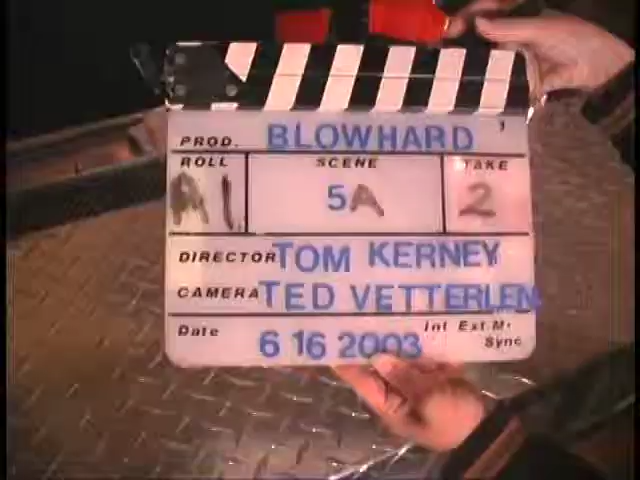 PROD. BLOWHARD
ROLL SCENE TAKE
A1 5A 2
DIRECTOR TOM KERNEY
CAMERA TED VETTERLEN
Date 6 16 2003 Int Ext M.
Sync